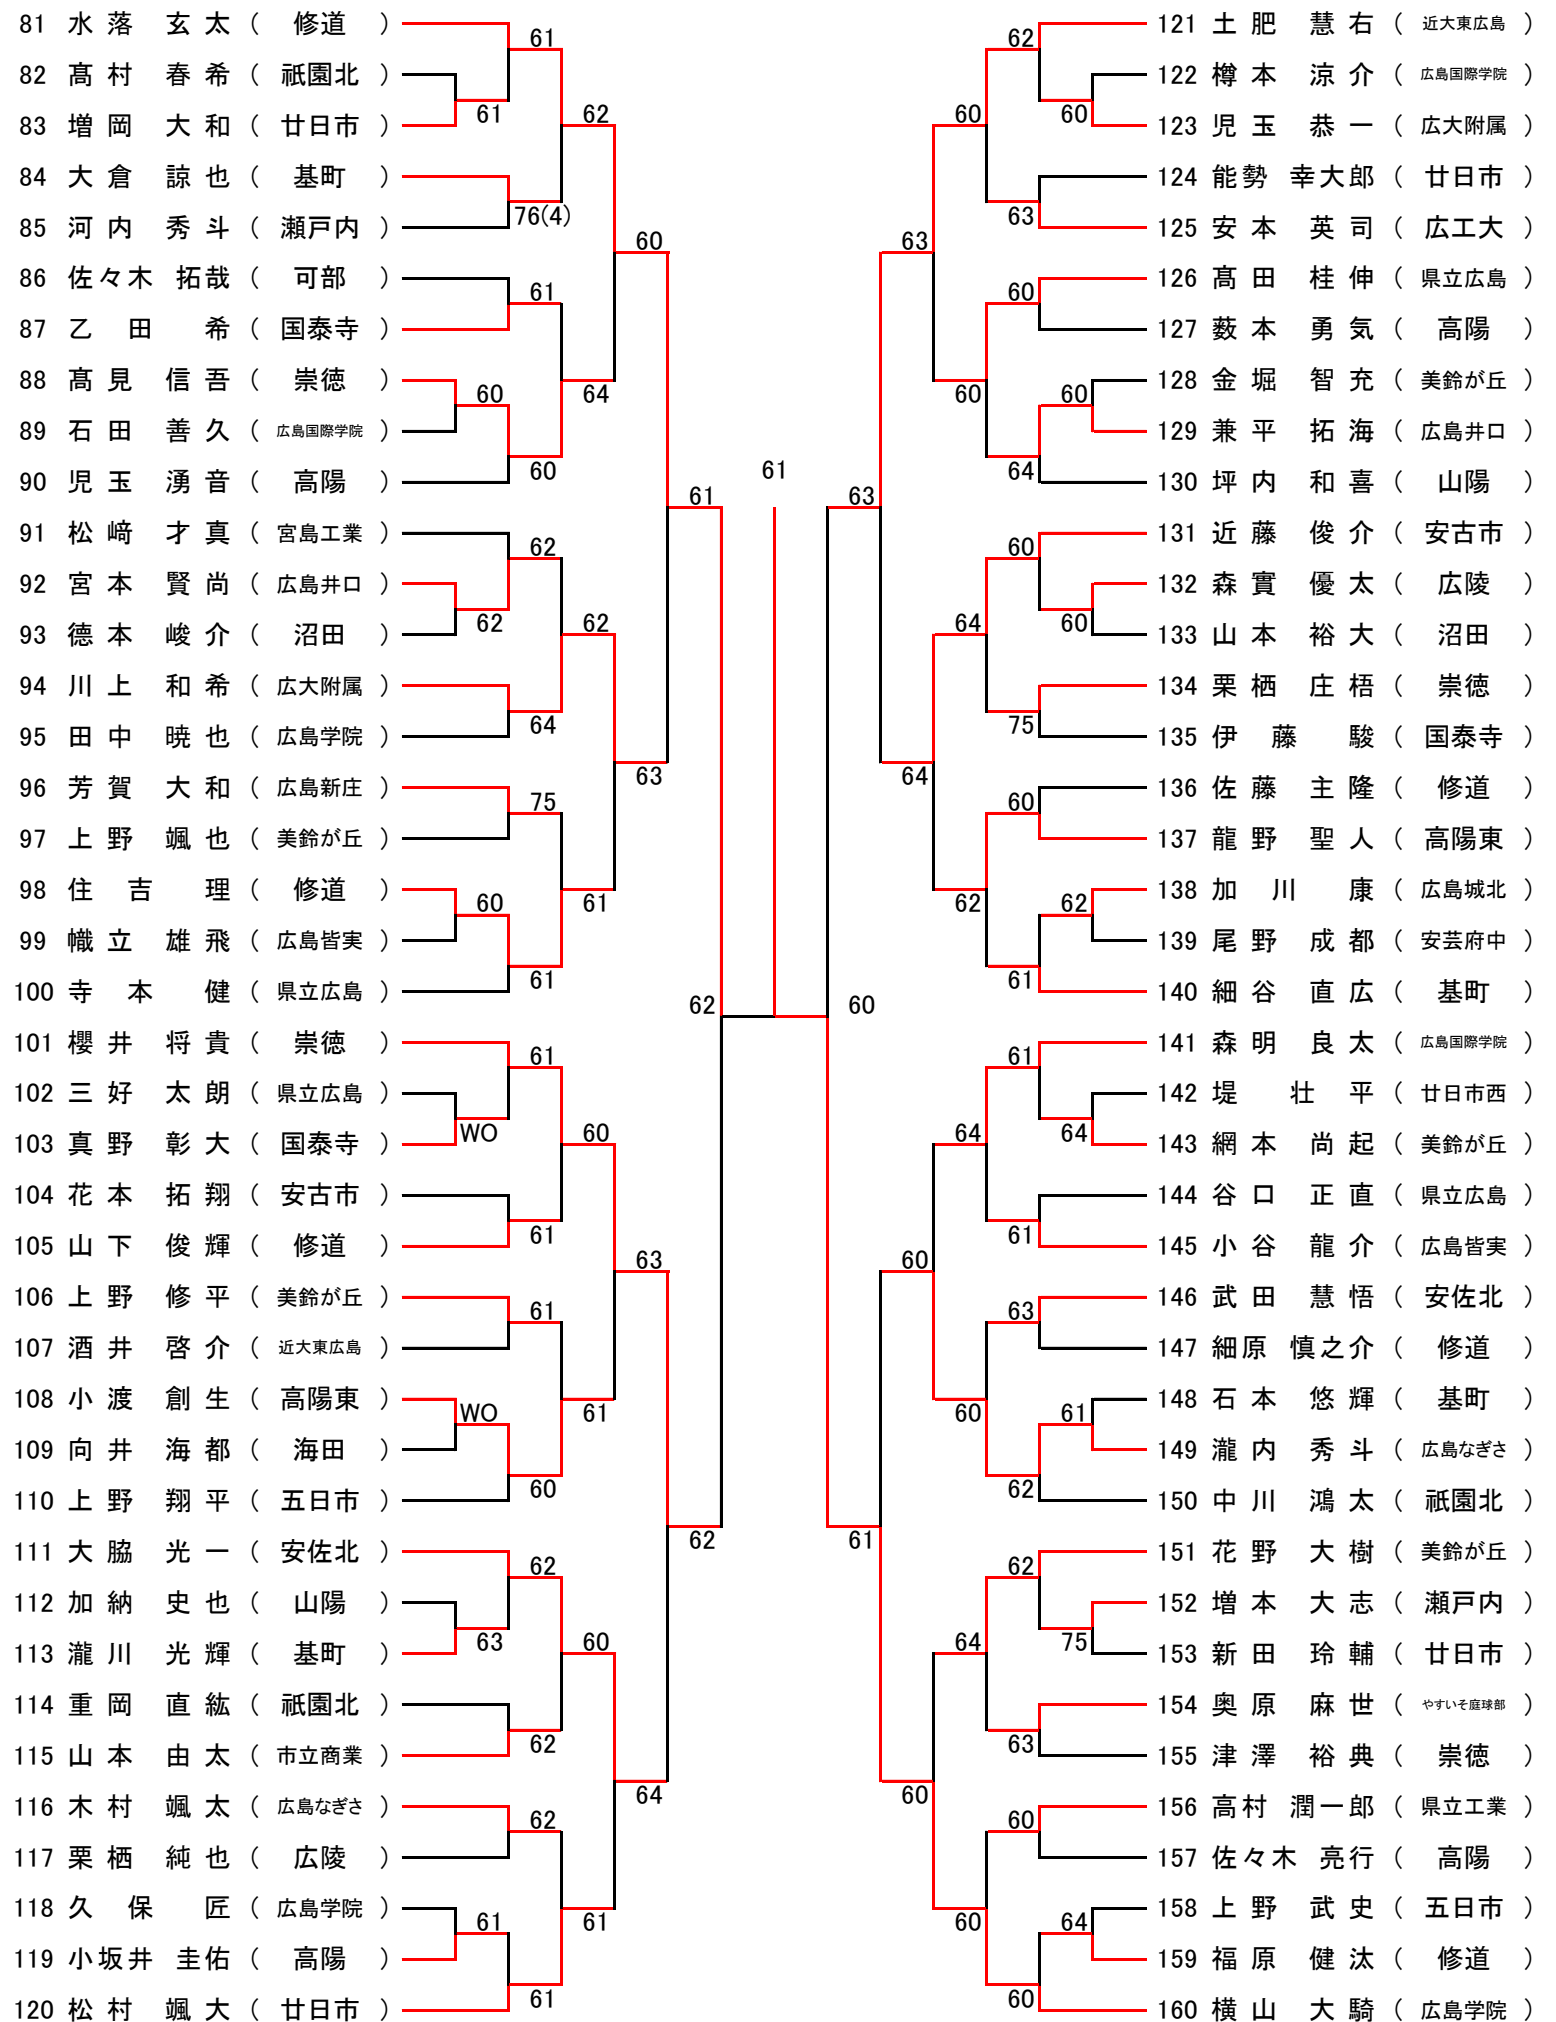 81 水落 玄太 ( 修道 )
82 髙村 春希 ( 祇園北 )
83 増岡 大和 ( 廿日市 )
84 大倉 諒也 ( 基町 )
85 河内 秀斗 ( 瀬戸内 )
86 佐々木 拓哉 ( 可部 )
87 乙田 希 ( 国泰寺 )
88 髙見 信吾 ( 崇徳 )
89 石田 善久 ( 広島国際学院 )
90 児玉 湧音 ( 高陽 )
91 松﨑 才真 ( 宮島工業 )
92 宮本 賢尚 ( 広島井口 )
93 德本 峻介 ( 沼田 )
94 川上 和希 ( 広大附属 )
95 田中 暁也 ( 広島学院 )
96 芳賀 大和 ( 広島新庄 )
97 上野 颯也 ( 美鈴が丘 )
98 住吉 理 ( 修道 )
99 幟立 雄飛 ( 広島皆実 )
100 寺本 健 ( 県立広島 )
101 櫻井 将貴 ( 崇徳 )
102 三好 太朗 ( 県立広島 )
103 真野 彰大 ( 国泰寺 )
104 花本 拓翔 ( 安古市 )
105 山下 俊輝 ( 修道 )
106 上野 修平 ( 美鈴が丘 )
107 酒井 啓介 ( 近大東広島 )
108 小渡 創生 ( 高陽東 )
109 向井 海都 ( 海田 )
110 上野 翔平 ( 五日市 )
111 大脇 光一 ( 安佐北 )
112 加納 史也 ( 山陽 )
113 瀧川 光輝 ( 基町 )
114 重岡 直紘 ( 祇園北 )
115 山本 由太 ( 市立商業 )
116 木村 颯太 ( 広島なぎさ )
117 栗栖 純也 ( 広陵 )
118 久保 匠 ( 広島学院 )
119 小坂井 圭佑 ( 高陽 )
120 松村 颯大 ( 廿日市 )
61
61
62
76(4)
60
61
60
64
60
61
62
62
62
64
63
75
60
61
61
62
61
WO
60
61
63
61
WO
61
60
62
62
63
60
62
64
62
61
61
61
61
62
60
60
63
63
60
60
60
64
63
60
60
64
75
64
60
62
62
61
60
61
64
64
61
60
63
61
60
62
61
62
75
64
63
60
60
64
60
60
121 土肥 慧右 ( 近大東広島 )
122 樽本 涼介 ( 広島国際学院 )
123 児玉 恭一 ( 広大附属 )
124 能勢 幸大郎 ( 廿日市 )
125 安本 英司 ( 広工大 )
126 髙田 桂伸 ( 県立広島 )
127 薮本 勇気 ( 高陽 )
128 金堀 智充 ( 美鈴が丘 )
129 兼平 拓海 ( 広島井口 )
130 坪内 和喜 ( 山陽 )
131 近藤 俊介 ( 安古市 )
132 森實 優太 ( 広陵 )
133 山本 裕大 ( 沼田 )
134 栗栖 庄梧 ( 崇徳 )
135 伊藤 駿 ( 国泰寺 )
136 佐藤 主隆 ( 修道 )
137 龍野 聖人 ( 高陽東 )
138 加川 康 ( 広島城北 )
139 尾野 成都 ( 安芸府中 )
140 細谷 直広 ( 基町 )
141 森明 良太 ( 広島国際学院 )
142 堤 壮平 ( 廿日市西 )
143 網本 尚起 ( 美鈴が丘 )
144 谷口 正直 ( 県立広島 )
145 小谷 龍介 ( 広島皆実 )
146 武田 慧悟 ( 安佐北 )
147 細原 慎之介 ( 修道 )
148 石本 悠輝 ( 基町 )
149 瀧内 秀斗 ( 広島なぎさ )
150 中川 鴻太 ( 祇園北 )
151 花野 大樹 ( 美鈴が丘 )
152 増本 大志 ( 瀬戸内 )
153 新田 玲輔 ( 廿日市 )
154 奥原 麻世 ( やすいそ庭球部 )
155 津澤 裕典 ( 崇徳 )
156 高村 潤一郎 ( 県立工業 )
157 佐々木 亮行 ( 高陽 )
158 上野 武史 ( 五日市 )
159 福原 健汰 ( 修道 )
160 横山 大騎 ( 広島学院 )